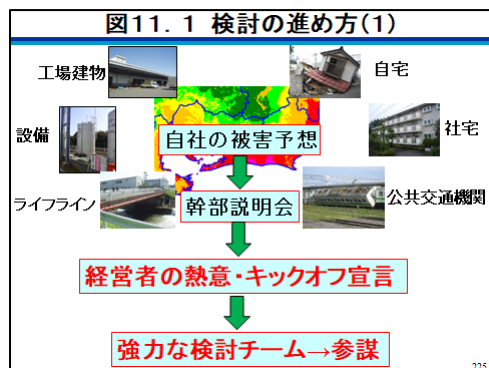 図11. 1 検討の進め方(1)
工場建物
自宅
設備
自社の被害予想
社宅
ライフライン
幹部説明会
公共交通機関
経営者の熱意・キックオフ宣言
強力な検討チーム→参謀
225